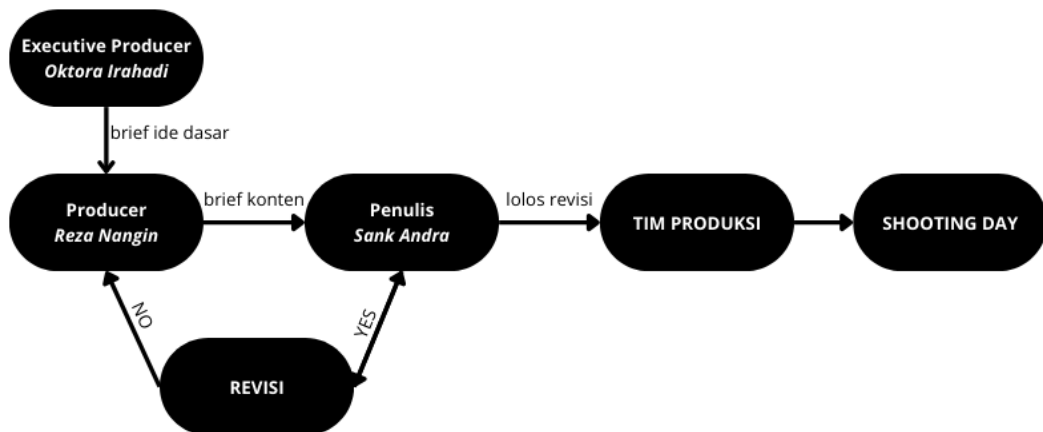 Executive Producer
Oktora Irahadi
brief ide dasar
Producer
Reza Nangin
brief konten
Penulis
Sank Andra
lolos revisi
TIM PRODUKSI
SHOOTING DAY
NO
YES
REVISI